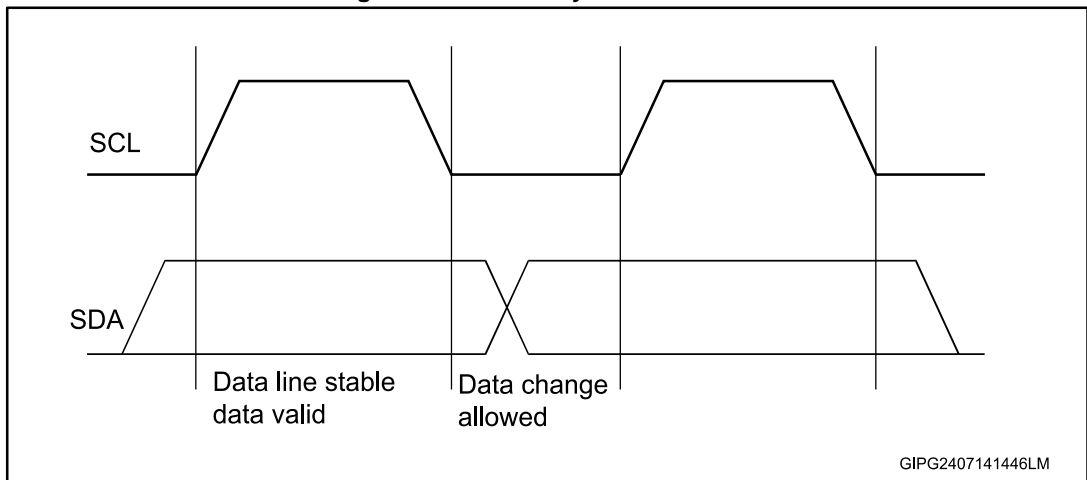 SCL
SDA
Data line stable
data valid
Data change
allowed
GIPG2407141446LM